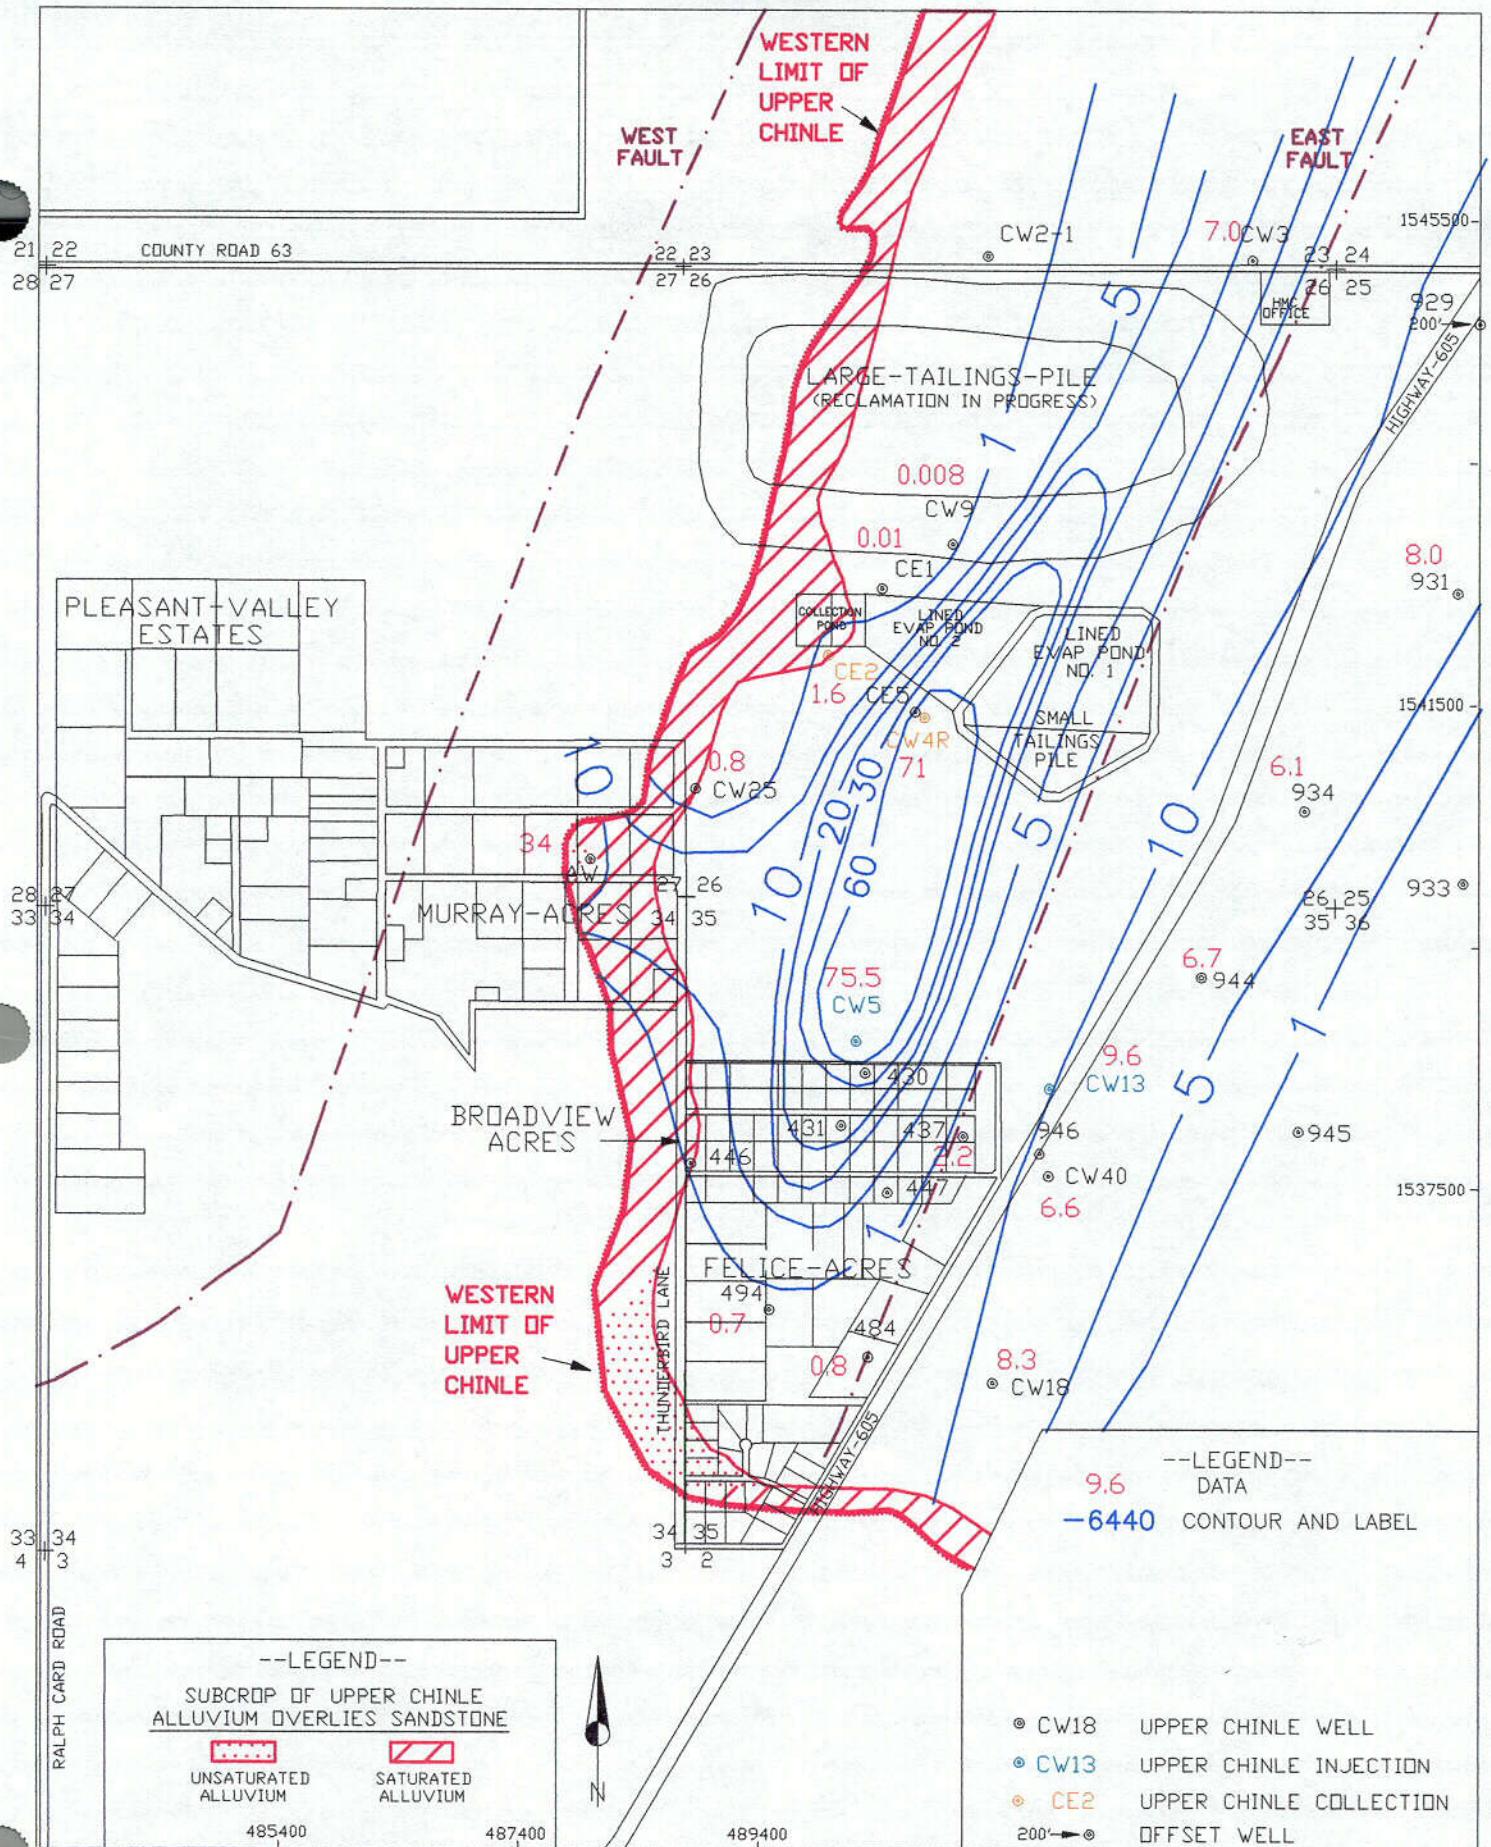 WESTERN
LIMIT OF
UPPER
CHINLE
WEST
FAULT
EAST
FAULT
1545500
CW2-1
7.0 CW3
21 22
28 27
COUNTY ROAD 63
22 23
27 26
23 24
26 25
HMC
OFFICE
929
200'
HIGHWAY-605
5
LARGE-TAILINGS-PILE
(RECLAMATION IN PROGRESS)
1
0.008
CW9
0.01
CE1
8.0
931
PLEASANT-VALLEY
ESTATES
COLLECTION
POND
LINED
EVAP POND
NO. 2
LINED
EVAP POND
NO. 1
CE2
1.6
CE5
CW4R
71
SMALL
TAILINGS
PILE
1541500
10
0.8
CW25
6.1
934
20
30
5
10
34
AW
60
10
28 27
33 34
27 26
34 35
MURRAY-ACRES
933
26 25
35 36
75.5
CW5
6.7
944
1
9.6
CW13
5
430
BROADVIEW
ACRES
431
437
946
945
2.2
446
CW40
447
6.6
1537500
1
FELICE-ACRES
THUNDERBIRD LANE
494
0.7
484
0.8
WESTERN
LIMIT OF
UPPER
CHINLE
8.3
CW18
HIGHWAY-605
--LEGEND--
9.6 DATA
-6440 CONTOUR AND LABEL
33 34
4 3
34 35
3 2
RALPH CARD ROAD
--LEGEND--
SUBCROP OF UPPER CHINLE
ALLUVIUM OVERLIES SANDSTONE
UNSATURATED
ALLUVIUM
SATURATED
ALLUVIUM
N
CW18 UPPER CHINLE WELL
CW13 UPPER CHINLE INJECTION
CE2 UPPER CHINLE COLLECTION
200' OFFSET WELL
485400
487400
489400